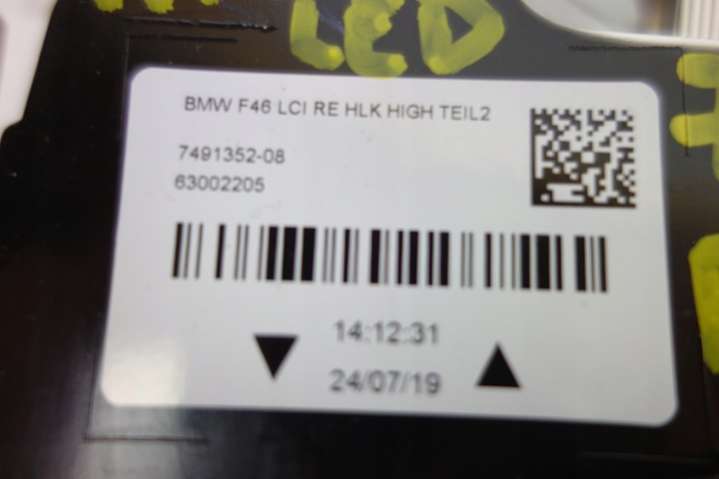 LED
BMW F46 LCI RE HLK HIGH TEIL2
7491352-08
63002205
14:12:31
24/07/19